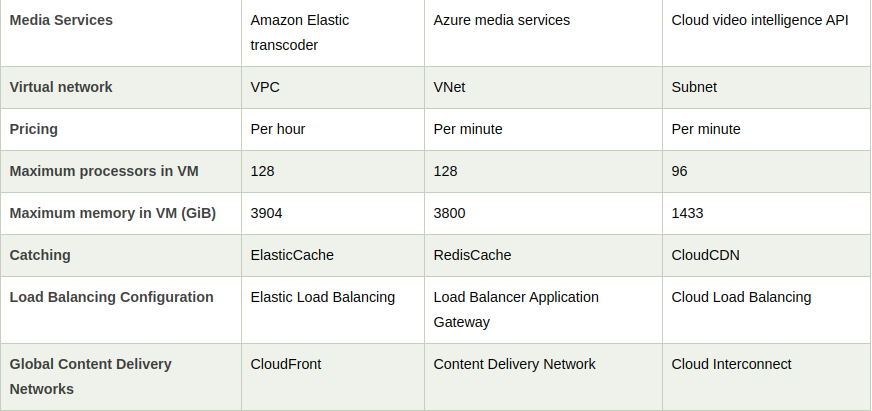 Media Services Amazon Elastic Azure media services Cloud video intelligence API
transcoder
Virtual network VPC VNet Subnet
Pricing Per hour Per minute Per minute
Maximum processors in VM 128 128 96
Maximum memory in VM (GiB) 3904 3800 1433
Catching ElasticCache RedisCache CloudCDN
Load Balancing Configuration Elastic Load Balancing Load Balancer Application Cloud Load Balancing
Gateway
Global Content Delivery CloudFront Content Delivery Network Cloud Interconnect
Networks